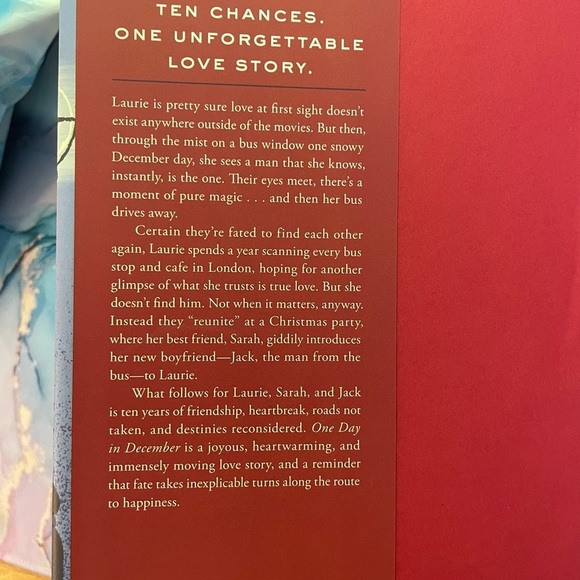 TEN CHANCES.
ONE UNFORGETTABLE
LOVE STORY.
Laurie is pretty sure love at first sight doesn't
exist anywhere outside of the movies. But then,
through the mist on a bus window one snowy
December day, she sees a man that she knows,
instantly, is the one. Their eyes meet, there's a
moment of pure magic . . . and then her bus
drives away.
Certain they're fated to find each other
again, Laurie spends a year scanning every bus
stop and cafe in London, hoping for another
glimpse of what she trusts is true love. But she
doesn't find him. Not when it matters, anyway.
Instead they "reunite" at a Christmas party,
where her best friend, Sarah, giddily introduces
her new boyfriend—Jack, the man from the
bus—to Laurie.
What follows for Laurie, Sarah, and Jack
is ten years of friendship, heartbreak, roads not
taken, and destinies reconsidered. One Day
in December is a joyous, heartwarming, and
immensely moving love story, and a reminder
that fate takes inexplicable turns along the route
to happiness.